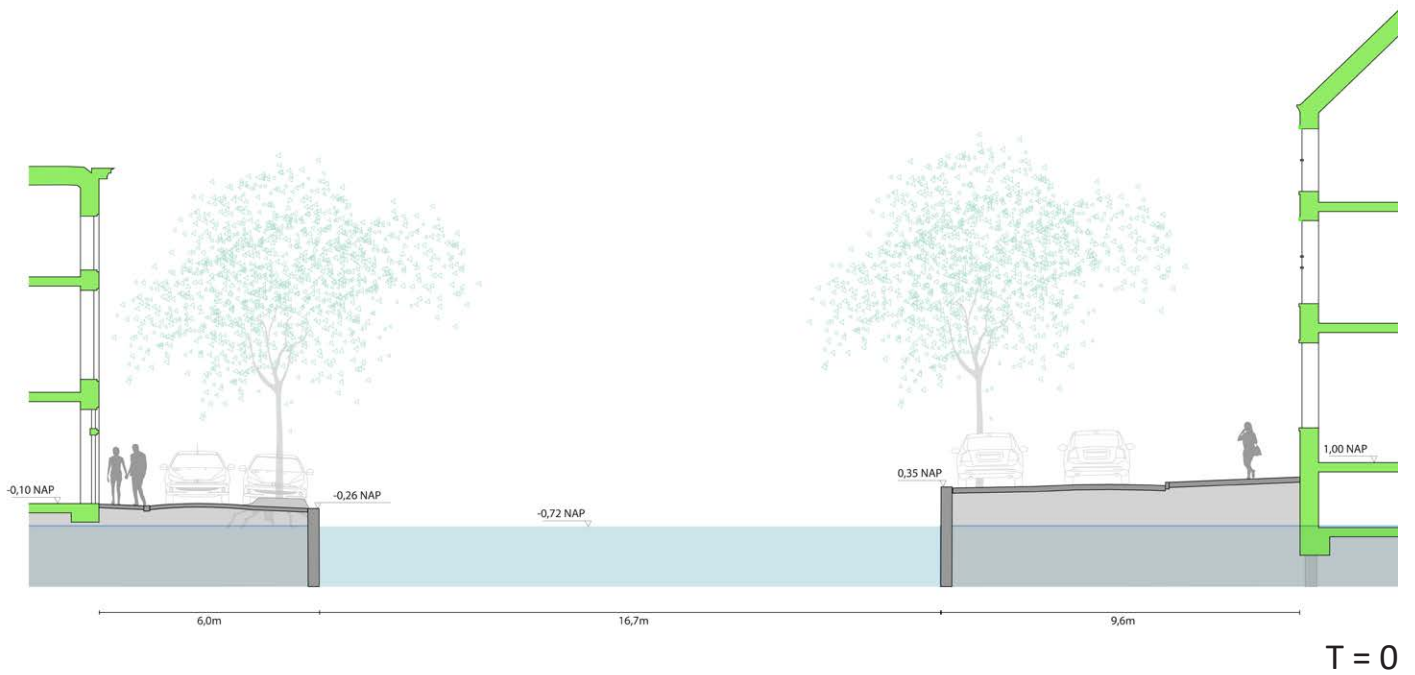 1,00 NAP
0,35 NAP
-0,10 NAP
-0,26 NAP
-0,72 NAP
6,0m
16,7m
9,6m
T = 0